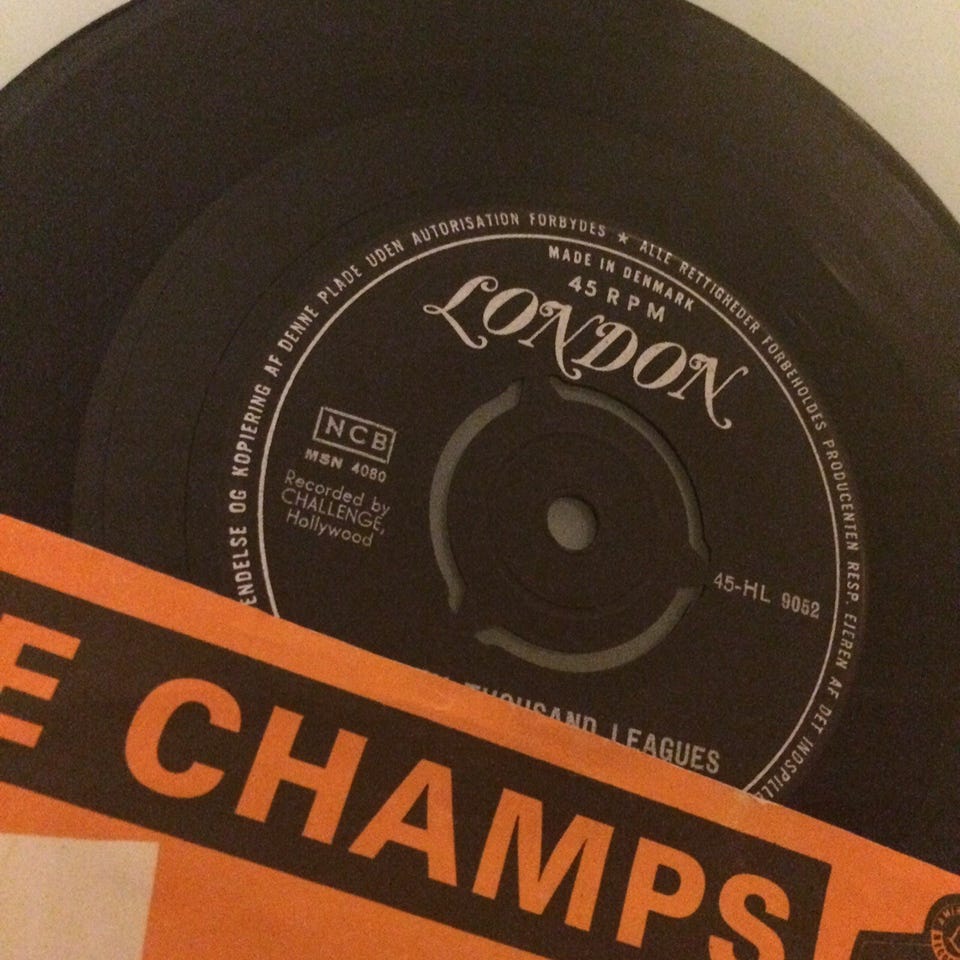 ENDELSE OG KOPIERING AF DENNE PLADE UDEN AUTORISATION FORBYDES ★ ALLE RETTIGHEDER FORBEHOLDES PRODUCENTEN RESP. EJEREN AF DET INDSPILLE
MADE IN DENMARK
45 RPM
LONDON
NCB
MSN 4080
Recorded by
CHALLENGE,
Hollywood
45-HL 9052
THOUSAND LEAGUES
E CHAMPS